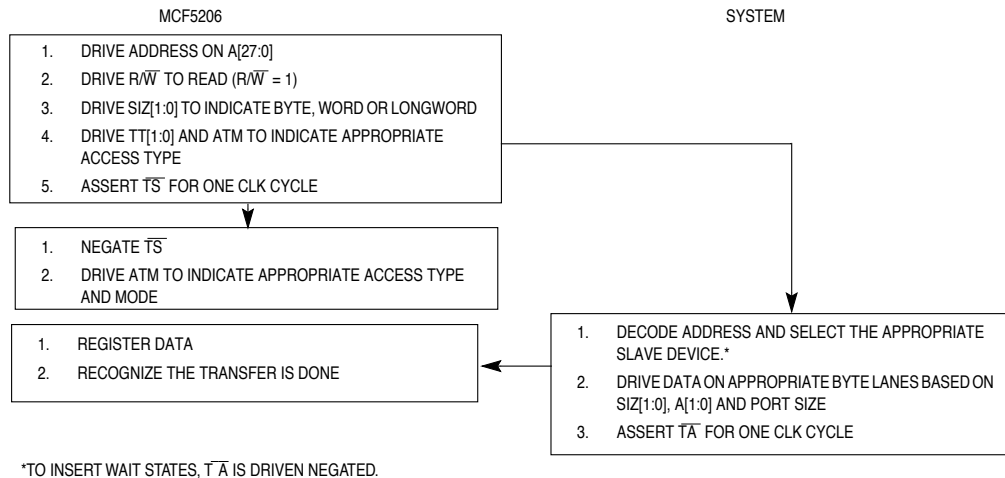 MCF5206
SYSTEM
1. DRIVE ADDRESS ON A[27:0]
2. DRIVE R/W̅ TO READ (R/W̅ = 1)
3. DRIVE SIZ[1:0] TO INDICATE BYTE, WORD OR LONGWORD
4. DRIVE TT[1:0] AND ATM TO INDICATE APPROPRIATE
ACCESS TYPE
5. ASSERT T̅S̅ FOR ONE CLK CYCLE
1. NEGATE T̅S̅
2. DRIVE ATM TO INDICATE APPROPRIATE ACCESS TYPE
AND MODE
1. REGISTER DATA
2. RECOGNIZE THE TRANSFER IS DONE
1. DECODE ADDRESS AND SELECT THE APPROPRIATE
SLAVE DEVICE.*
2. DRIVE DATA ON APPROPRIATE BYTE LANES BASED ON
SIZ[1:0], A[1:0] AND PORT SIZE
3. ASSERT T̅A̅ FOR ONE CLK CYCLE
*TO INSERT WAIT STATES, T̅ A̅ IS DRIVEN NEGATED.